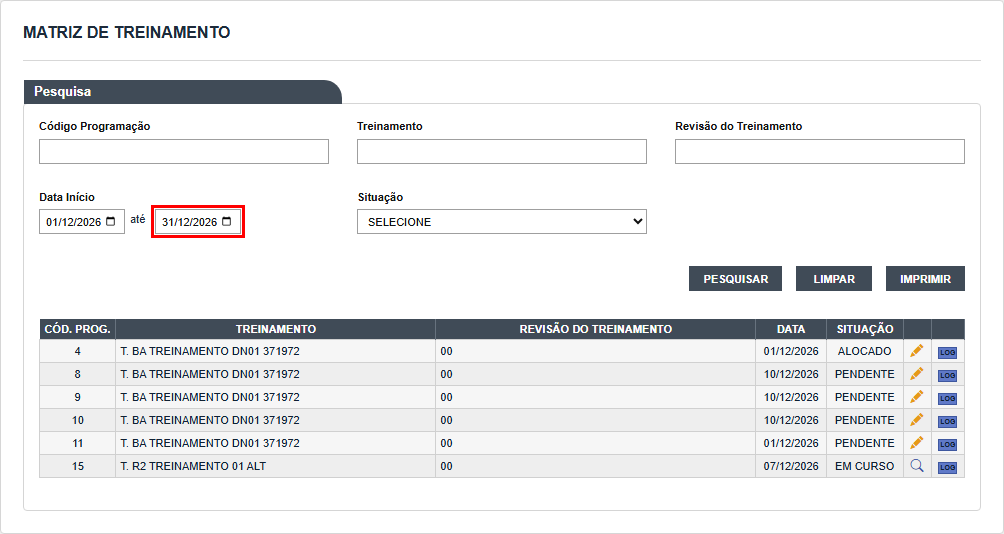 MATRIZ DE TREINAMENTO
Pesquisa
Código Programação Treinamento Revisão do Treinamento
Data Início Situação
01/12/2026 até 31/12/2026 SELECIONE
PESQUISAR LIMPAR IMPRIMIR
CÓD. PROG. TREINAMENTO REVISÃO DO TREINAMENTO DATA SITUAÇÃO
4 T. BA TREINAMENTO DN01 371972 00 01/12/2026 ALOCADO LOG
8 T. BA TREINAMENTO DN01 371972 00 10/12/2026 PENDENTE LOG
9 T. BA TREINAMENTO DN01 371972 00 10/12/2026 PENDENTE LOG
10 T. BA TREINAMENTO DN01 371972 00 10/12/2026 PENDENTE LOG
11 T. BA TREINAMENTO DN01 371972 00 01/12/2026 PENDENTE LOG
15 T. R2 TREINAMENTO 01 ALT 00 07/12/2026 EM CURSO LOG